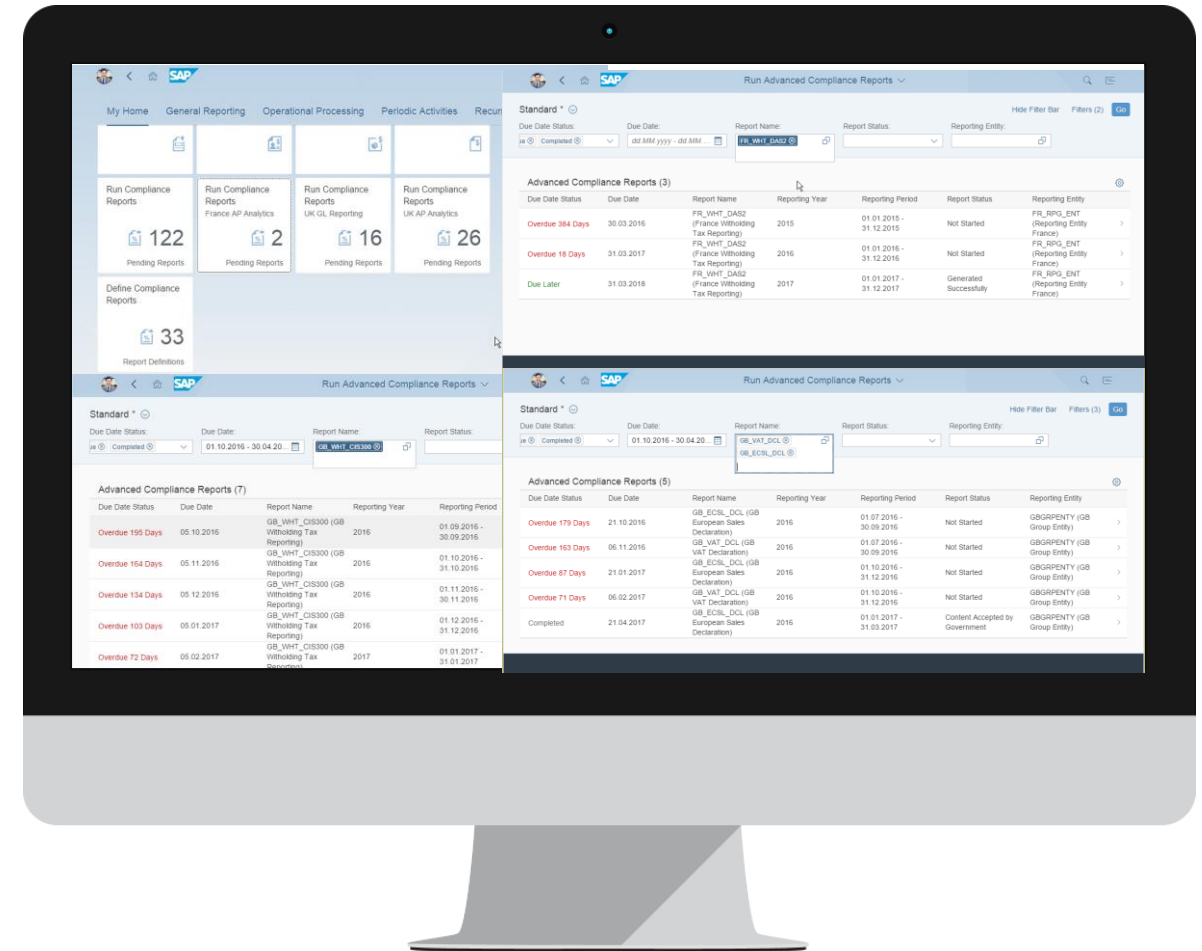 SAP
My Home General Reporting Operational Processing Periodic Activities Recur
Run Compliance
Reports
122
Pending Reports
Run Compliance
Reports
France AP Analytics
2
Pending Reports
Run Compliance
Reports
UK GL Reporting
16
Pending Reports
Run Compliance
Reports
UK AP Analytics
26
Pending Reports
Define Compliance
Reports
33
Report Definitions
SAP
Run Advanced Compliance Reports
Standard *
Hide Filter Bar Filters (2) Go
Due Date Status: Due Date: Report Name: Report Status: Reporting Entity:
Completed dd.MM.yyyy - dd.MM ... FR_WHT_DAS2
Advanced Compliance Reports (3)
Due Date Status Due Date Report Name Reporting Year Reporting Period Report Status Reporting Entity
Overdue 384 Days 30.03.2016 FR_WHT_DAS2 (France Witholding Tax Reporting) 2015 01.01.2015 - 31.12.2015 Not Started FR_RPG_ENT (Reporting Entity France)
Overdue 18 Days 31.03.2017 FR_WHT_DAS2 (France Witholding Tax Reporting) 2016 01.01.2016 - 31.12.2016 Not Started FR_RPG_ENT (Reporting Entity France)
Due Later 31.03.2018 FR_WHT_DAS2 (France Witholding Tax Reporting) 2017 01.01.2017 - 31.12.2017 Generated Successfully FR_RPG_ENT (Reporting Entity France)
SAP
Run Advanced Compliance Reports
Standard *
Due Date Status: Due Date: Report Name: Report Status:
Completed 01.10.2016 - 30.04.20... GB_WHT_CIS300
Advanced Compliance Reports (7)
Due Date Status Due Date Report Name Reporting Year Reporting Period
Overdue 195 Days 05.10.2016 GB_WHT_CIS300 (GB Witholding Tax Reporting) 2016 01.09.2016 - 30.09.2016
Overdue 164 Days 05.11.2016 GB_WHT_CIS300 (GB Witholding Tax Reporting) 2016 01.10.2016 - 31.10.2016
Overdue 134 Days 05.12.2016 GB_WHT_CIS300 (GB Witholding Tax Reporting) 2016 01.11.2016 - 30.11.2016
Overdue 103 Days 05.01.2017 GB_WHT_CIS300 (GB Witholding Tax Reporting) 2016 01.12.2016 - 31.12.2016
Overdue 72 Days 05.02.2017 GB_WHT_CIS300 (GB Witholding Tax Reporting) 2017 01.01.2017 - 31.01.2017
SAP
Run Advanced Compliance Reports
Standard *
Hide Filter Bar Filters (3) Go
Due Date Status: Due Date: Report Name: Report Status: Reporting Entity:
Completed 01.10.2016 - 30.04.20... GB_VAT_DCL
GB_ECSL_DCL
Advanced Compliance Reports (5)
Due Date Status Due Date Report Name Reporting Year Reporting Period Report Status Reporting Entity
Overdue 179 Days 21.10.2016 GB_ECSL_DCL (GB European Sales Declaration) 2016 01.07.2016 - 30.09.2016 Not Started GBGRPENTY (GB Group Entity)
Overdue 163 Days 06.11.2016 GB_VAT_DCL (GB VAT Declaration) 2016 01.07.2016 - 30.09.2016 Not Started GBGRPENTY (GB Group Entity)
Overdue 87 Days 21.01.2017 GB_ECSL_DCL (GB European Sales Declaration) 2016 01.10.2016 - 31.12.2016 Not Started GBGRPENTY (GB Group Entity)
Overdue 71 Days 06.02.2017 GB_VAT_DCL (GB VAT Declaration) 2016 01.10.2016 - 31.12.2016 Not Started GBGRPENTY (GB Group Entity)
Completed 21.04.2017 GB_ECSL_DCL (GB European Sales Declaration) 2016 01.01.2017 - 31.03.2017 Content Accepted by Government GBGRPENTY (GB Group Entity)